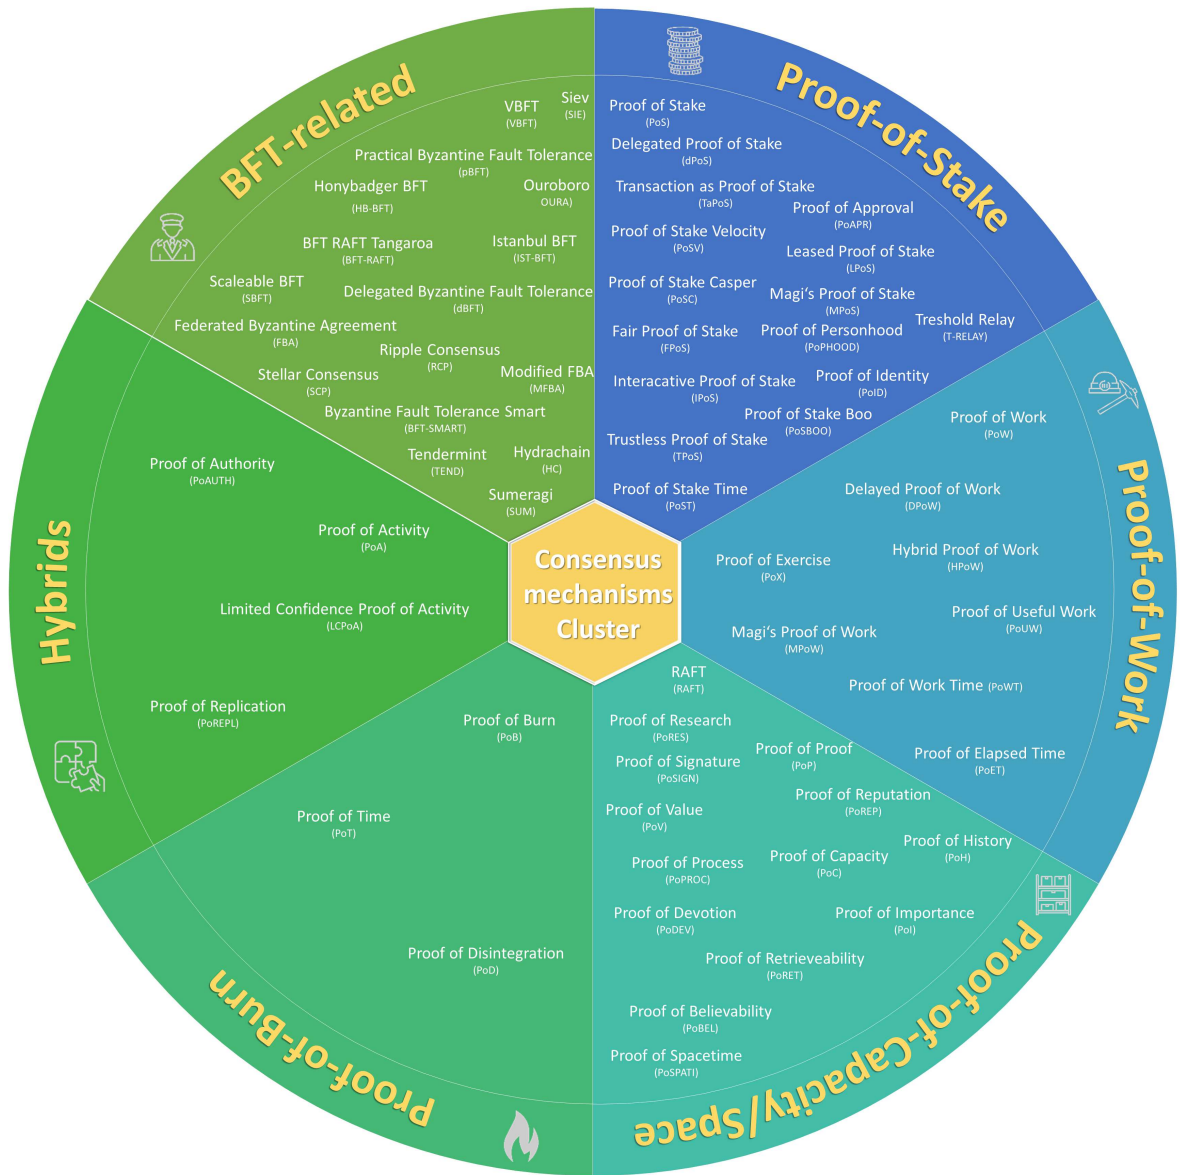 Consensus
mechanisms
Cluster
Proof-of-Stake
Proof of Stake
(PoS)
Delegated Proof of Stake
(dPoS)
Transaction as Proof of Stake
(TaPoS)
Proof of Approval
(PoAPR)
Proof of Stake Velocity
(PoSV)
Leased Proof of Stake
(LPoS)
Proof of Stake Casper
(PoSC)
Magi's Proof of Stake
(MPoS)
Treshold Relay
(T-RELAY)
Fair Proof of Stake
(FPoS)
Proof of Personhood
(PoPHOOD)
Interacative Proof of Stake
(IPoS)
Proof of Identity
(PoID)
Proof of Stake Boo
(PoSBOO)
Trustless Proof of Stake
(TPoS)
Proof of Stake Time
(PoST)
Proof-of-Work
Proof of Work
(PoW)
Delayed Proof of Work
(DPoW)
Hybrid Proof of Work
(HPoW)
Proof of Exercise
(PoX)
Proof of Useful Work
(PoUW)
Magi's Proof of Work
(MPoW)
Proof of Work Time (PoWT)
Proof of Elapsed Time
(PoET)
Proof-of-Capacity/Space
RAFT
(RAFT)
Proof of Research
(PoRES)
Proof of Proof
(PoP)
Proof of Signature
(PoSIGN)
Proof of Reputation
(PoREP)
Proof of Value
(PoV)
Proof of History
(PoH)
Proof of Process
(PoPROC)
Proof of Capacity
(PoC)
Proof of Devotion
(PoDEV)
Proof of Importance
(PoI)
Proof of Retrieveability
(PoRET)
Proof of Believability
(PoBEL)
Proof of Spacetime
(PoSPATI)
Proof-of-Burn
Proof of Burn
(PoB)
Proof of Time
(PoT)
Proof of Disintegration
(PoD)
Hybrids
Proof of Authority
(PoAUTH)
Proof of Activity
(PoA)
Limited Confidence Proof of Activity
(LCPoA)
Proof of Replication
(PoREPL)
BFT-related
Siev
(SIE)
VBFT
(VBFT)
Practical Byzantine Fault Tolerance
(pBFT)
Honybadger BFT
(HB-BFT)
Ouroboro
OURA)
BFT RAFT Tangaroa
(BFT-RAFT)
Istanbul BFT
(IST-BFT)
Scaleable BFT
(SBFT)
Delegated Byzantine Fault Tolerance
(dBFT)
Federated Byzantine Agreement
(FBA)
Ripple Consensus
(RCP)
Stellar Consensus
(SCP)
Modified FBA
(MFBA)
Byzantine Fault Tolerance Smart
(BFT-SMART)
Tendermint
(TEND)
Hydrachain
(HC)
Sumeragi
(SUM)